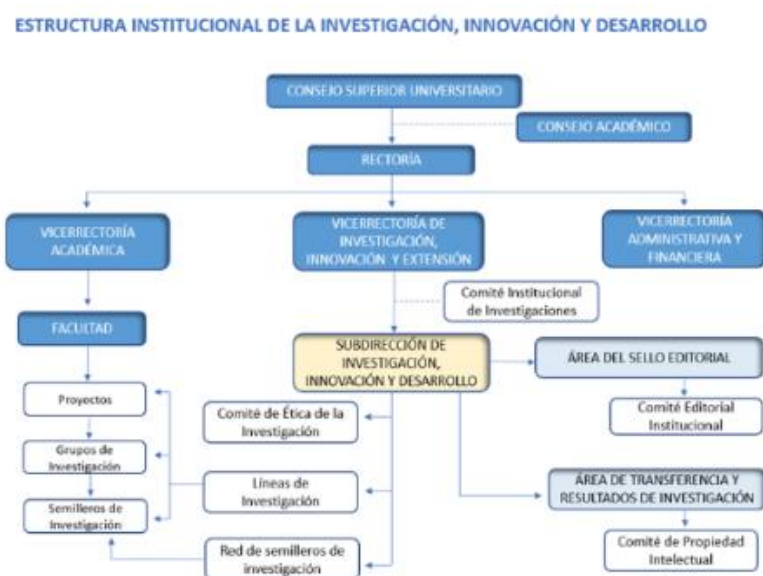 ESTRUCTURA INSTITUCIONAL DE LA INVESTIGACIÓN, INNOVACIÓN Y DESARROLLO
CONSEJO SUPERIOR UNIVERSITARIO
CONSEJO ACADÉMICO
RECTORÍA
VICERRECTORÍA
ACADÉMICA
VICERRECTORÍA DE
INVESTIGACIÓN,
INNOVACIÓN Y EXTENSIÓN
VICERRECTORÍA
ADMINISTRATIVA Y
FINANCIERA
Comité Institucional
de Investigaciones
FACULTAD
SUBDIRECCIÓN DE
INVESTIGACIÓN,
INNOVACIÓN Y DESARROLLO
ÁREA DEL SELLO EDITORIAL
Proyectos
Comité de Ética de la
Investigación
Comité Editorial
Institucional
Grupos de
Investigación
Líneas de
Investigación
ÁREA DE TRANSFERENCIA Y
RESULTADOS DE INVESTIGACIÓN
Semilleros de
Investigación
Red de semilleros de
investigación
Comité de Propiedad
Intelectual